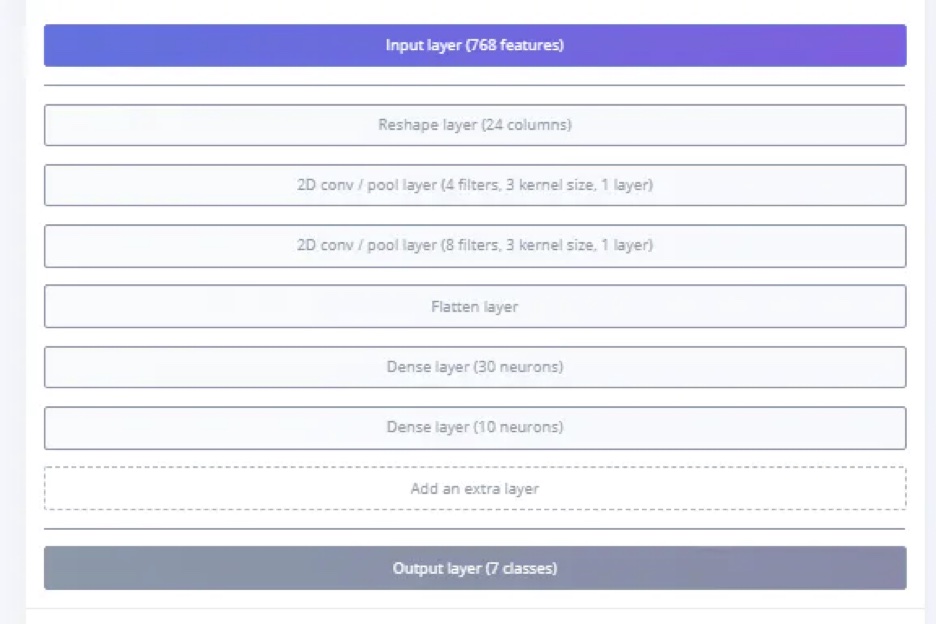 Input layer (768 features)
Reshape layer (24 columns)
2D conv / pool layer (4 filters, 3 kernel size, 1 layer)
2D conv / pool layer (8 filters, 3 kernel size, 1 layer)
Flatten layer
Dense layer (30 neurons)
Dense layer (10 neurons)
Add an extra layer
Output layer (7 classes)